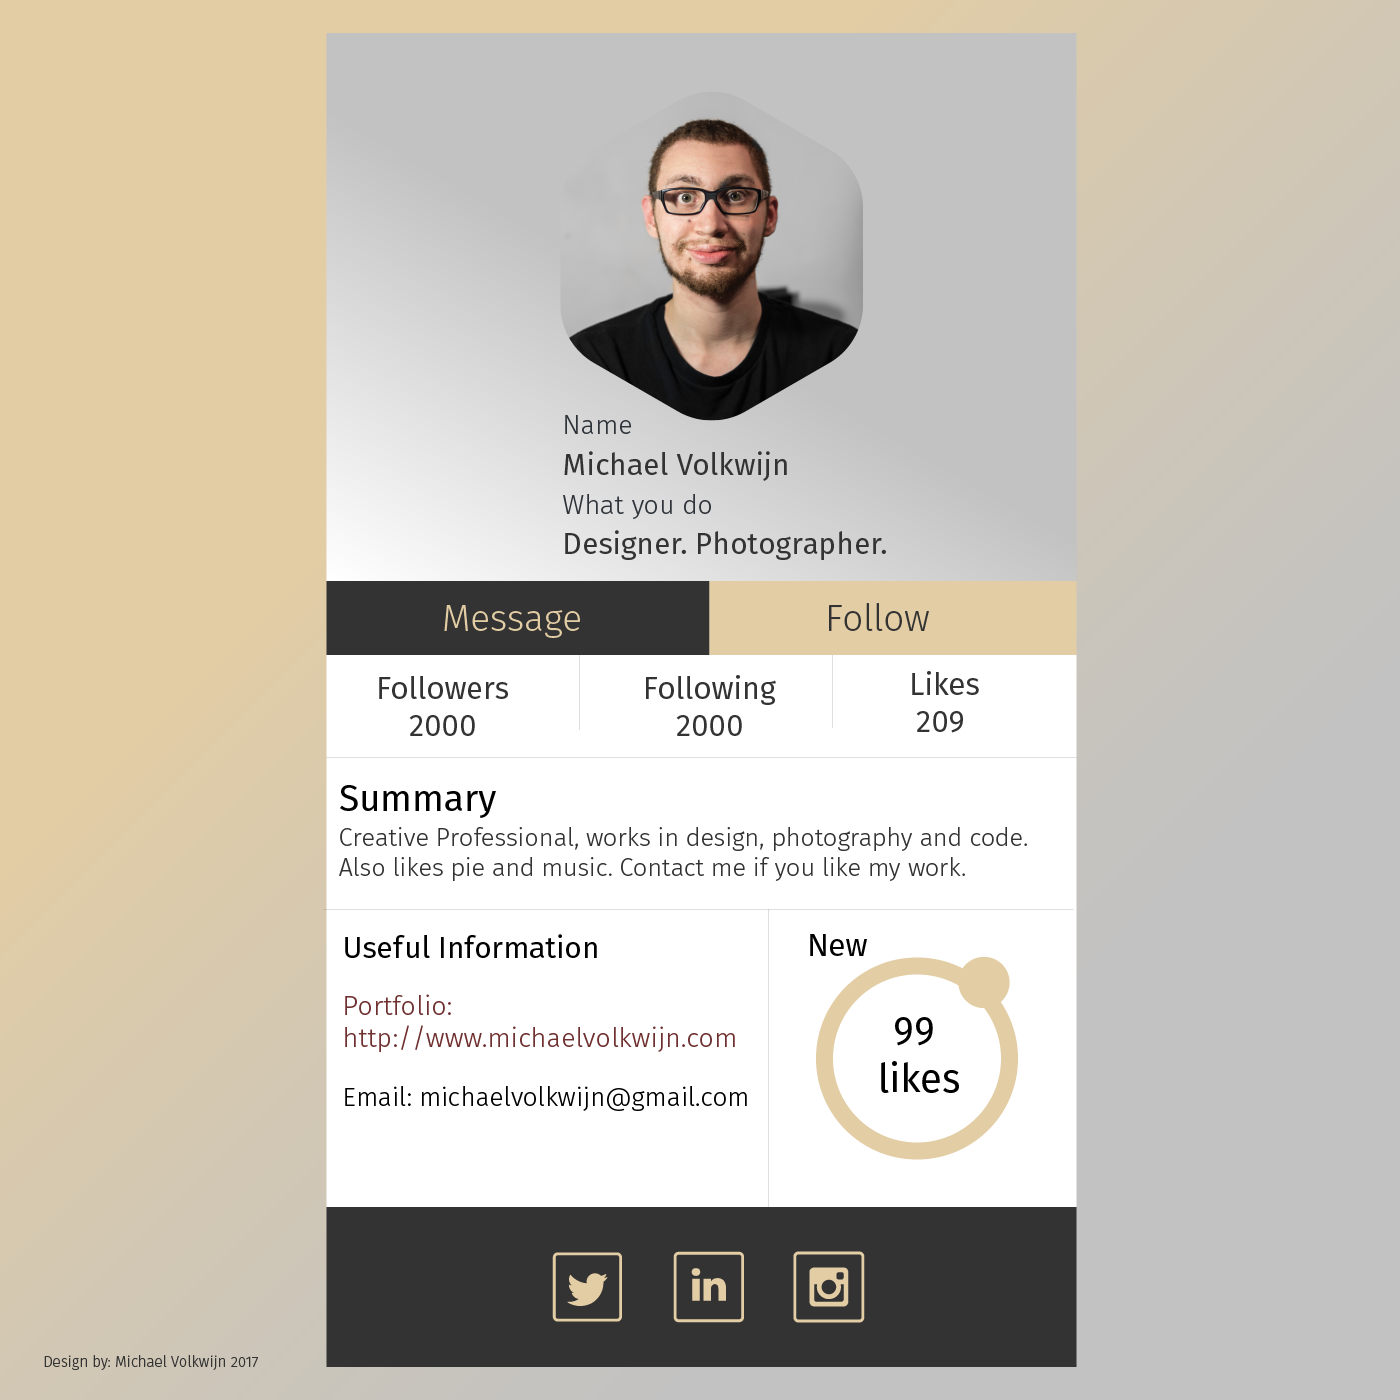 Name
Michael Volkwijn
What you do
Designer. Photographer.
Message
Follow
Followers
2000
Following
2000
Likes
209
Summary
Creative Professional, works in design, photography and code.
Also likes pie and music. Contact me if you like my work.
Useful Information
Portfolio:
http://www.michaelvolkwijn.com
Email: michaelvolkwijn@gmail.com
New
99
likes
in
Design by: Michael Volkwijn 2017